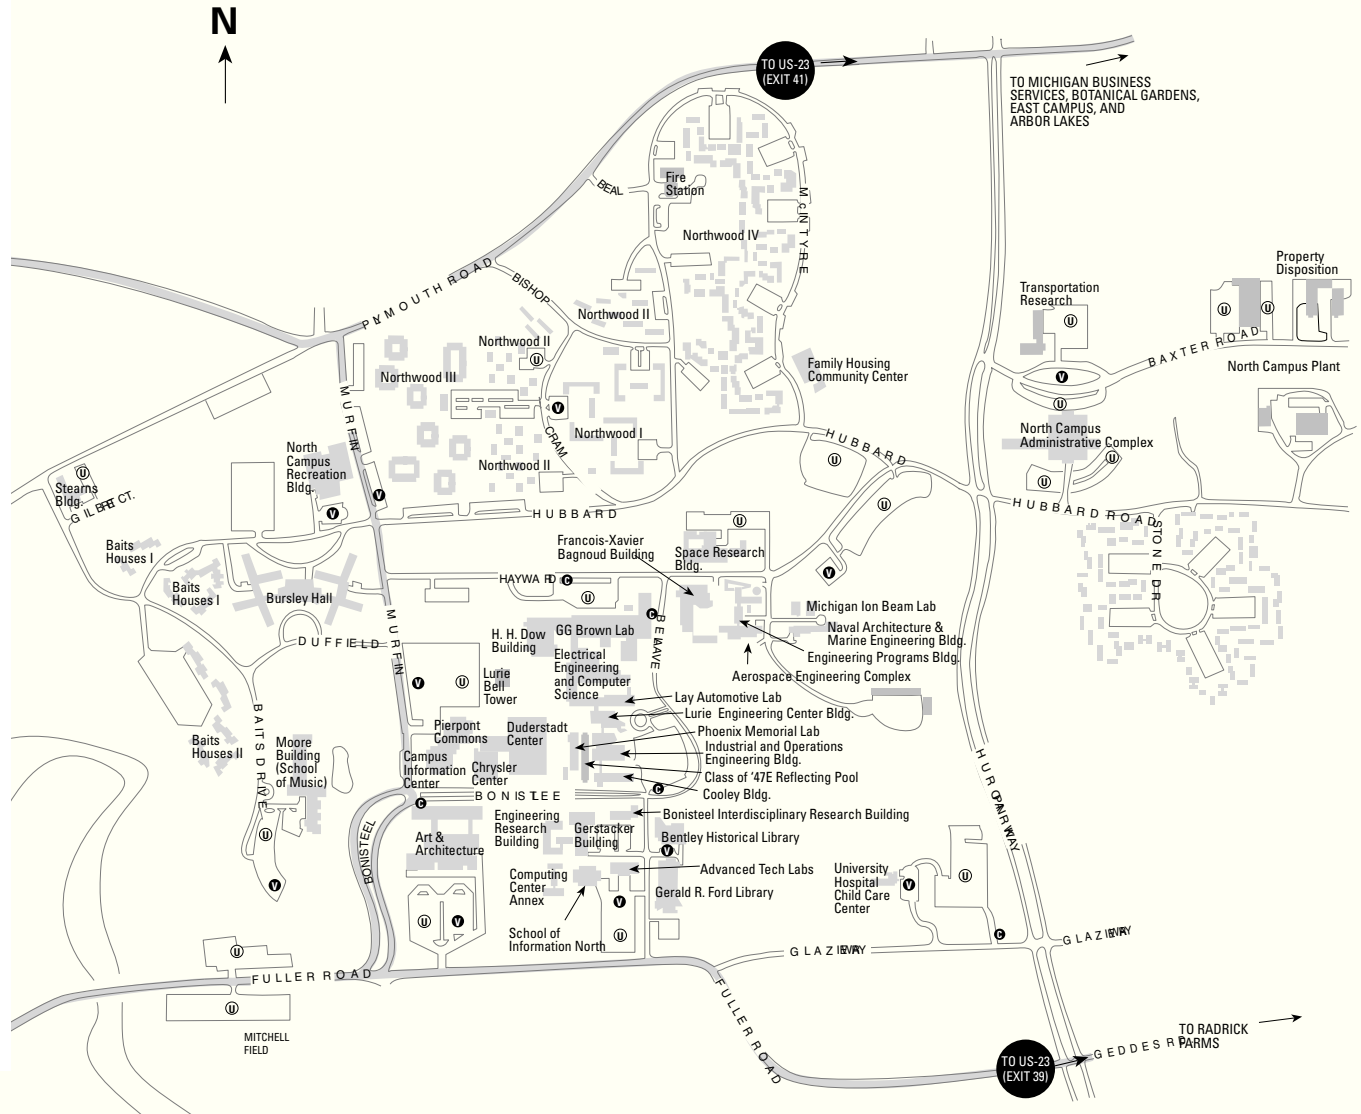 N
TO US-23
(EXIT 41)
TO MICHIGAN BUSINESS
SERVICES, BOTANICAL GARDENS,
EAST CAMPUS, AND
ARBOR LAKES
BEAL
Fire
Station
McINTYRE
Northwood IV
PLYMOUTH ROAD
BISHOP
Property
Disposition
Transportation
Research
U
U
U
Northwood II
Northwood II
U
BAXTER ROAD
Family Housing
Community Center
North Campus Plant
Northwood III
V
U
MURFIN
V
CRAM
Northwood I
HUBBARD
North Campus
Administrative Complex
North
Campus
Recreation
Bldg.
Northwood II
U
U
U
U
Stearns
Bldg.
V
U
GILBERT CT.
V
HUBBARD
U
HUBBARD ROAD
STONE DR
Francois-Xavier
Bagnoud Building
Space Research
Bldg.
Baits
Houses I
HAYWARD
C
V
Baits
Houses I
Bursley Hall
U
Michigan Ion Beam Lab
C
MURFIN
BEAL AVE
H. H. Dow
Building
GG Brown Lab
Naval Architecture &
Marine Engineering Bldg.
DUFFIELD
Electrical
Engineering
and Computer
Science
Engineering Programs Bldg.
Aerospace Engineering Complex
Lurie
Bell
Tower
V
U
Lay Automotive Lab
Lurie Engineering Center Bldg.
BAITS DRIVE
Pierpont
Commons
Duderstadt
Center
Phoenix Memorial Lab
Baits
Houses II
Moore
Building
(School
of Music)
Industrial and Operations
Engineering Bldg.
Campus
Information
Center
Chrysler
Center
Class of '47E Reflecting Pool
HURON PARKWAY
C
Cooley Bldg.
C
BONISTEEL
Engineering
Research
Building
Bonisteel Interdisciplinary Research Building
U
Art &
Architecture
Gerstacker
Building
Bentley Historical Library
V
BONISTEEL
Computing
Center
Annex
Advanced Tech Labs
University
Hospital
Child Care
Center
U
V
V
Gerald R. Ford Library
V
U
V
School of
Information North
U
C
U
GLAZIER WAY
GLAZIER WAY
FULLER ROAD
U
FULLER ROAD
MITCHELL
FIELD
TO RADRICK
FARMS
GEDDES RD.
TO US-23
(EXIT 39)